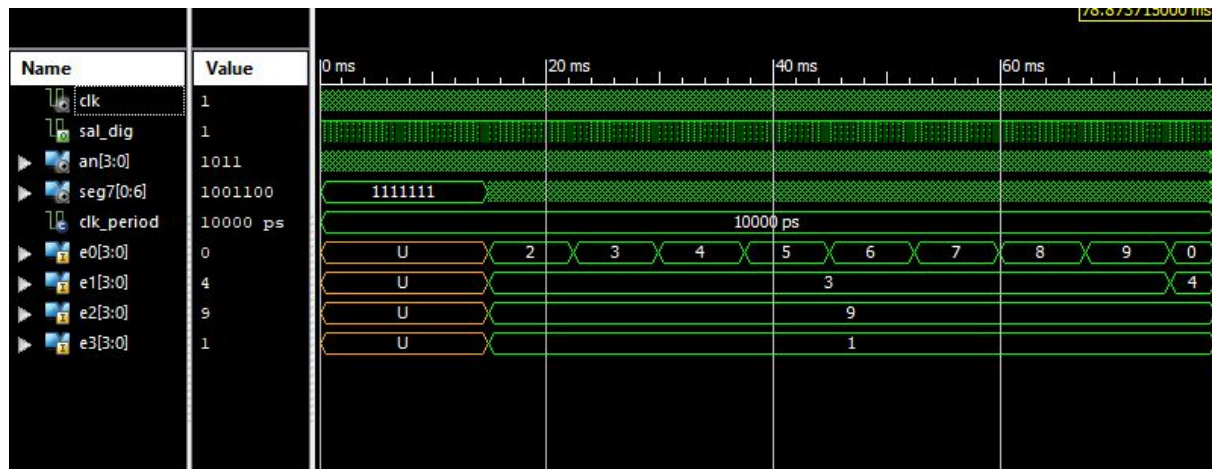 78.873715000 ms
Name Value 0 ms 20 ms 40 ms 60 ms
clk 1
sal_dig 1
an[3:0] 1011
seg7[0:6] 1001100 1111111
clk_period 10000 ps 10000 ps
e0[3:0] 0 U 2 3 4 5 6 7 8 9 0
e1[3:0] 4 U 3 4
e2[3:0] 9 U 9
e3[3:0] 1 U 1